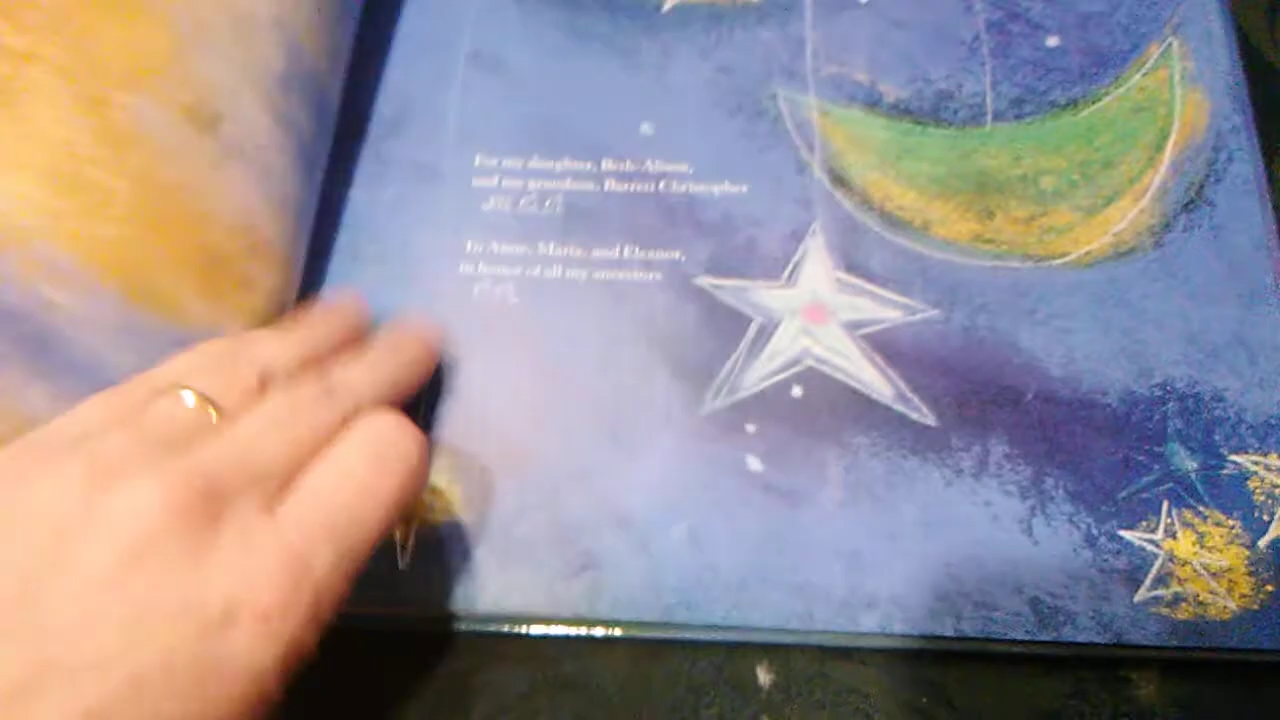 For my daughter, Beth-Alison,
and my grandson, Barrett Christopher
To Anne, Marie, and Eleanor,
in honor of all my ancestors